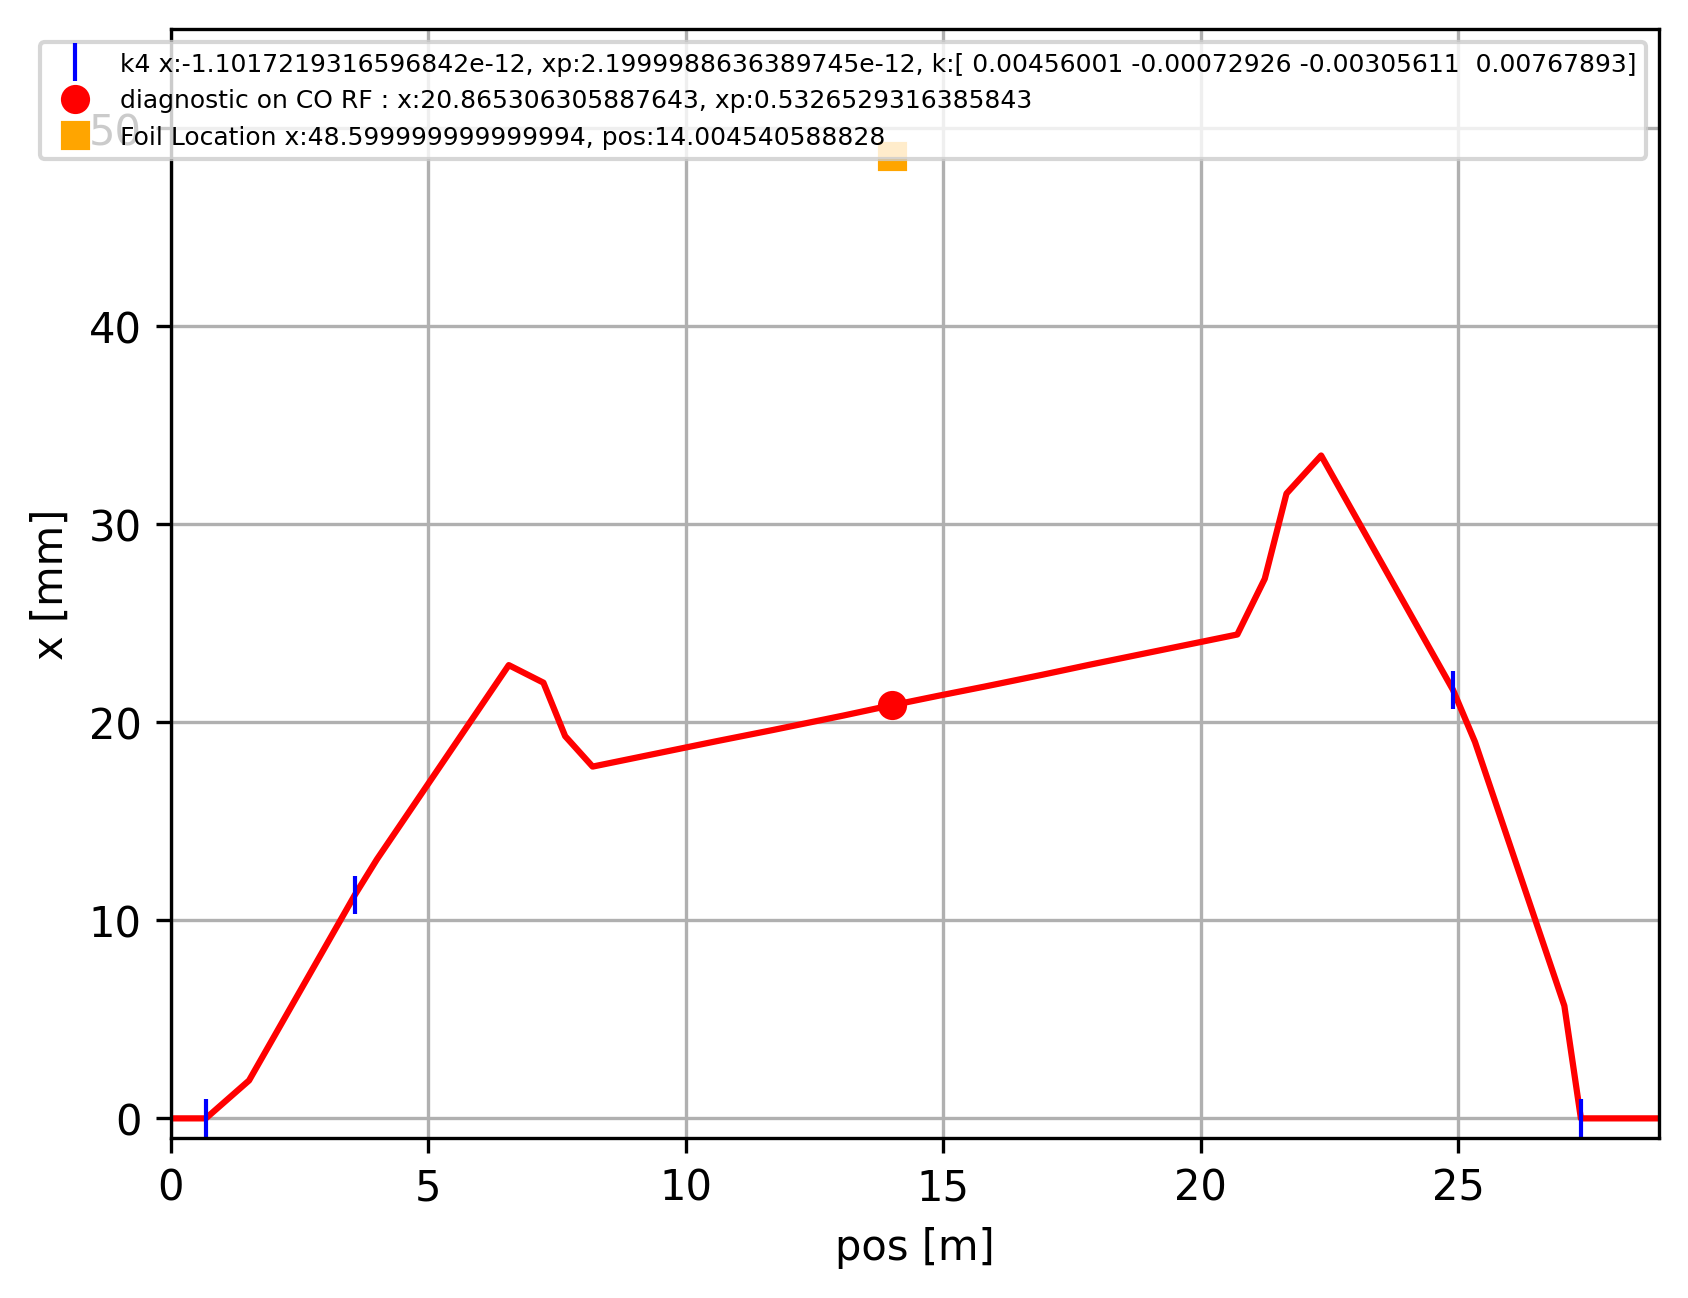 k4 x:-1.1017219316596842e-12, xp:2.1999988636389745e-12, k:[ 0.00456001 -0.00072926 -0.00305611  0.00767893]
diagnostic on CO RF : x:20.865306305887643, xp:0.5326529316385843
Foil Location x:48.599999999999994, pos:14.004540588828
50
40
30
20
10
0
x [mm]
0 5 10 15 20 25
pos [m]